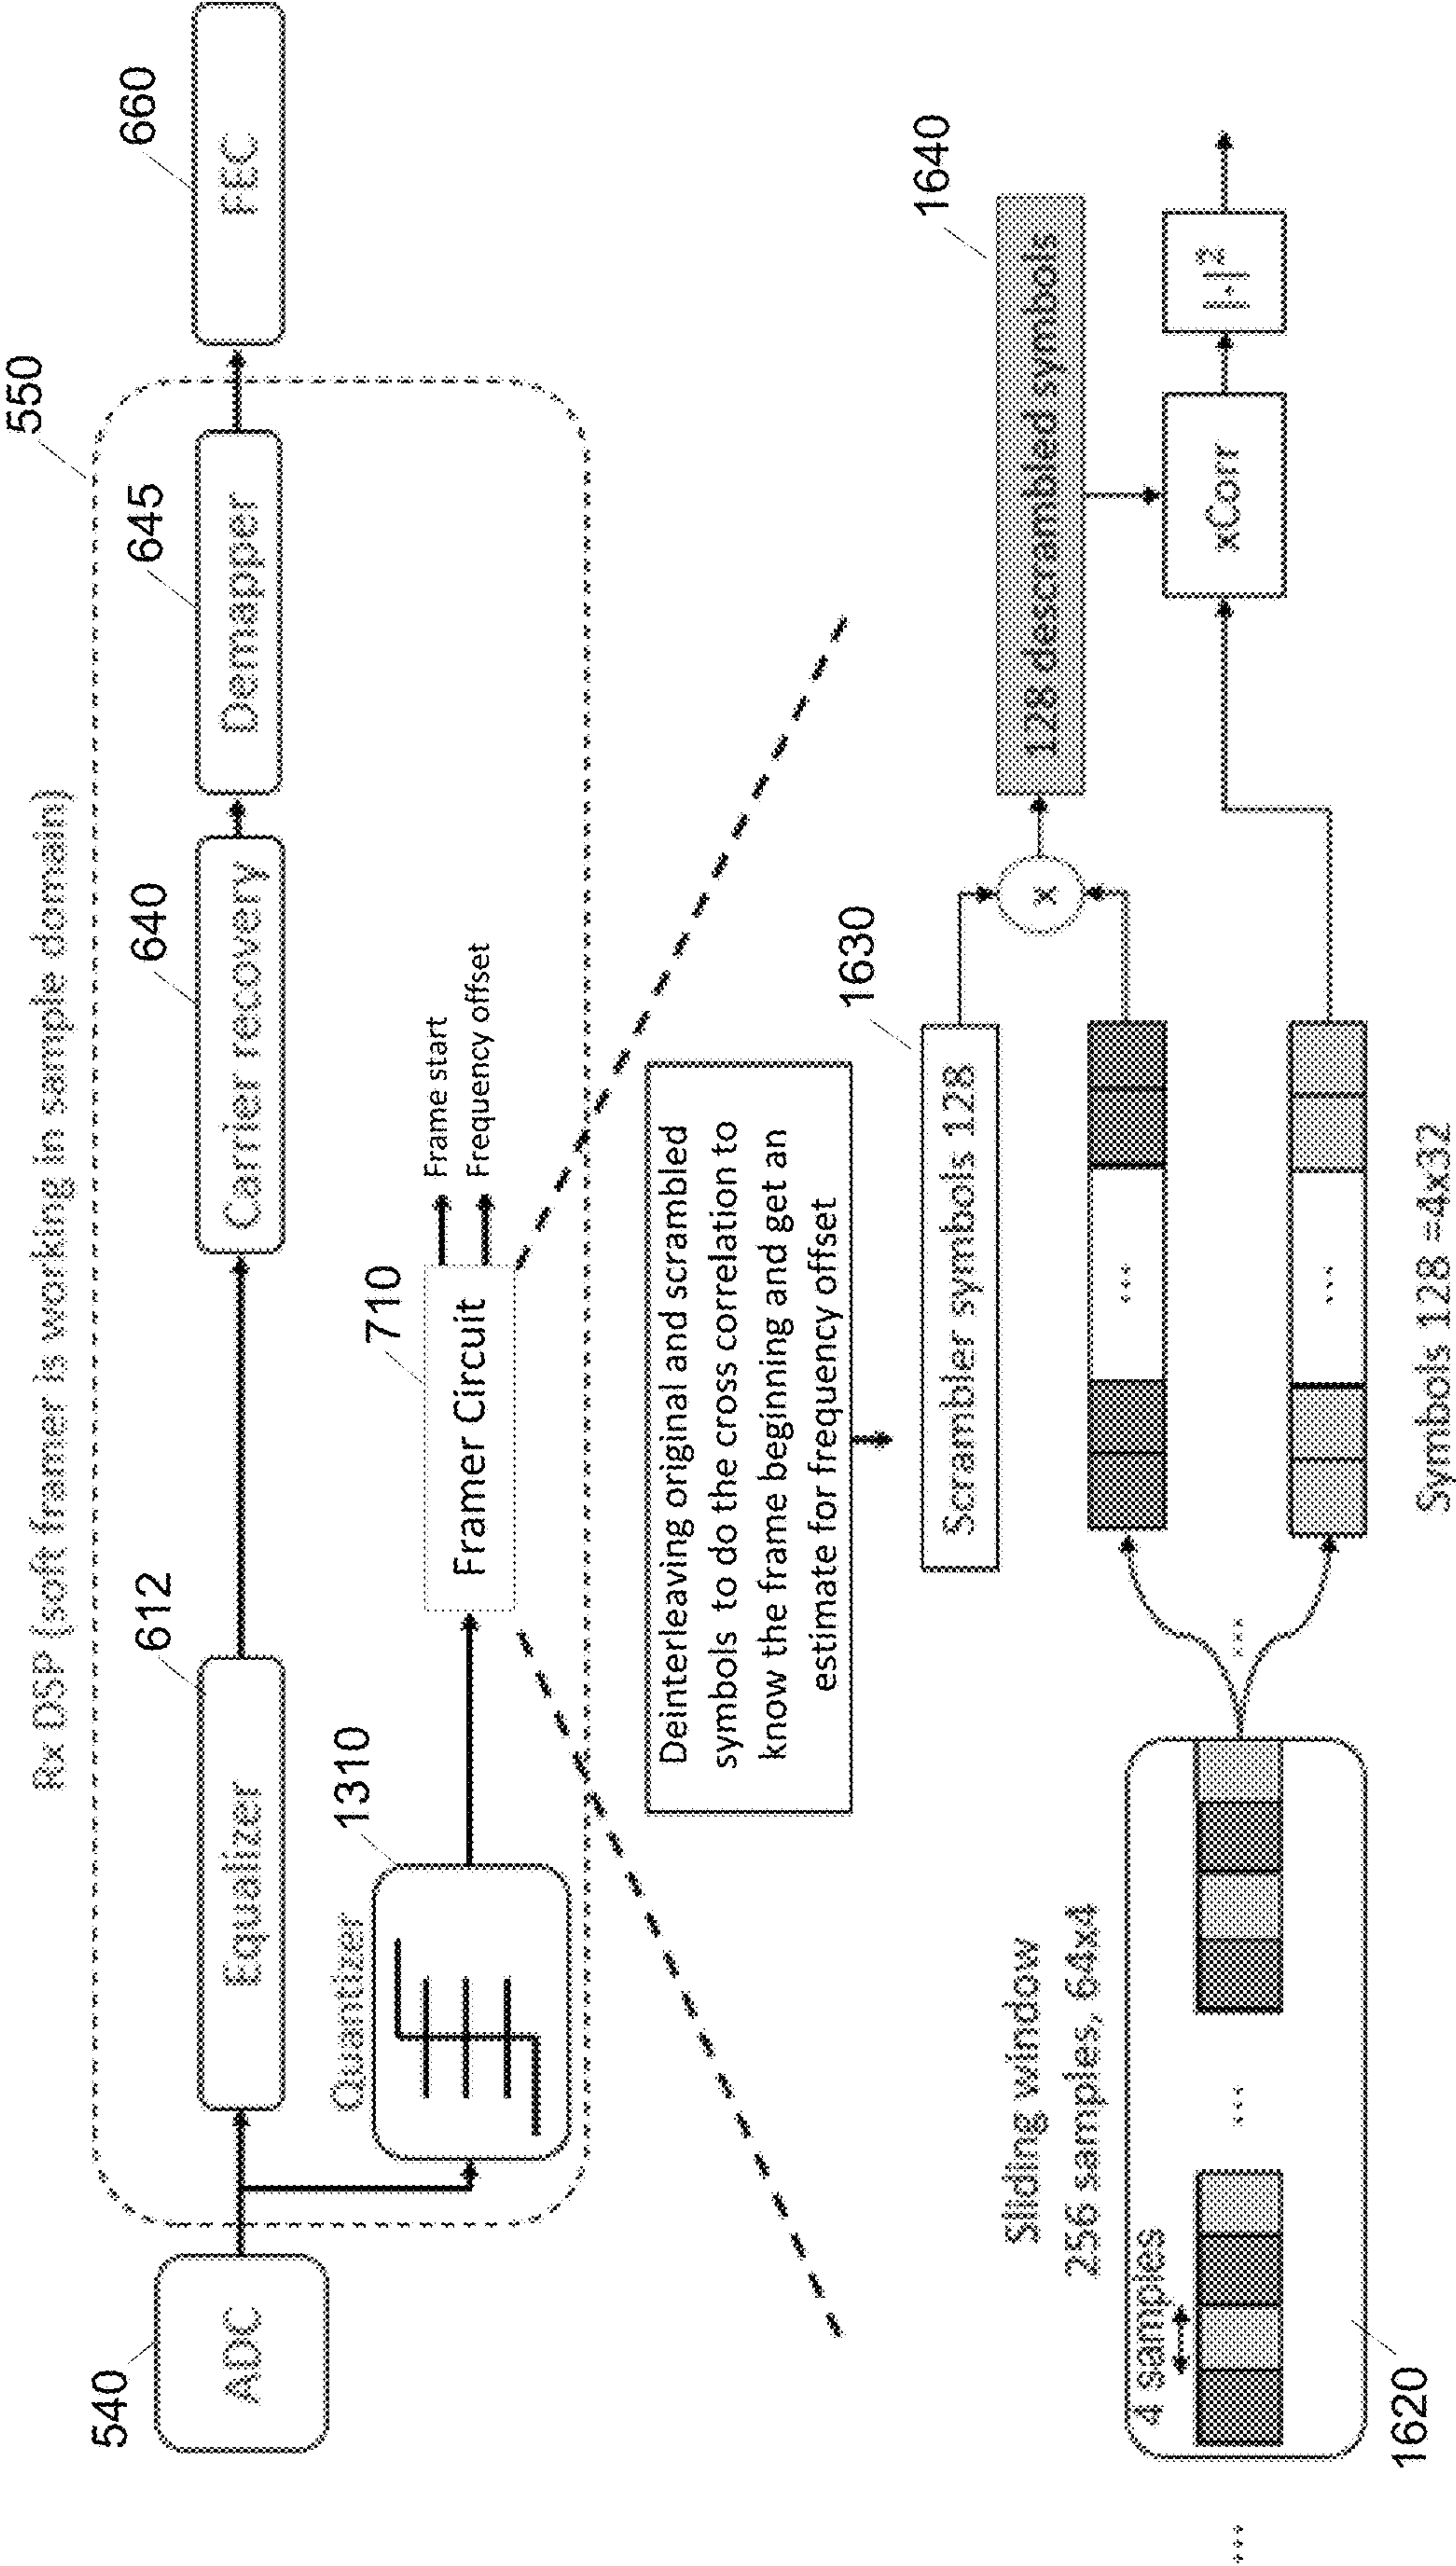 Rx DSP (soft framer is working in sample domain)
550
540
ADC
612
Equalizer
640
Carrier recovery
645
Demapper
660
FEC
Quantizer
1310
710
Framer Circuit
Frame start
Frequency offset
Deinterleaving original and scrambled
symbols to do the cross correlation to
know the frame beginning and get an
estimate for frequency offset
1630
Scrambler symbols 128
x
1640
128 descrambled symbols
Sliding window
256 samples, 64x4
4 samples
...
...
...
...
...
xCorr
|.|²
1620
Symbols 128 =4x32